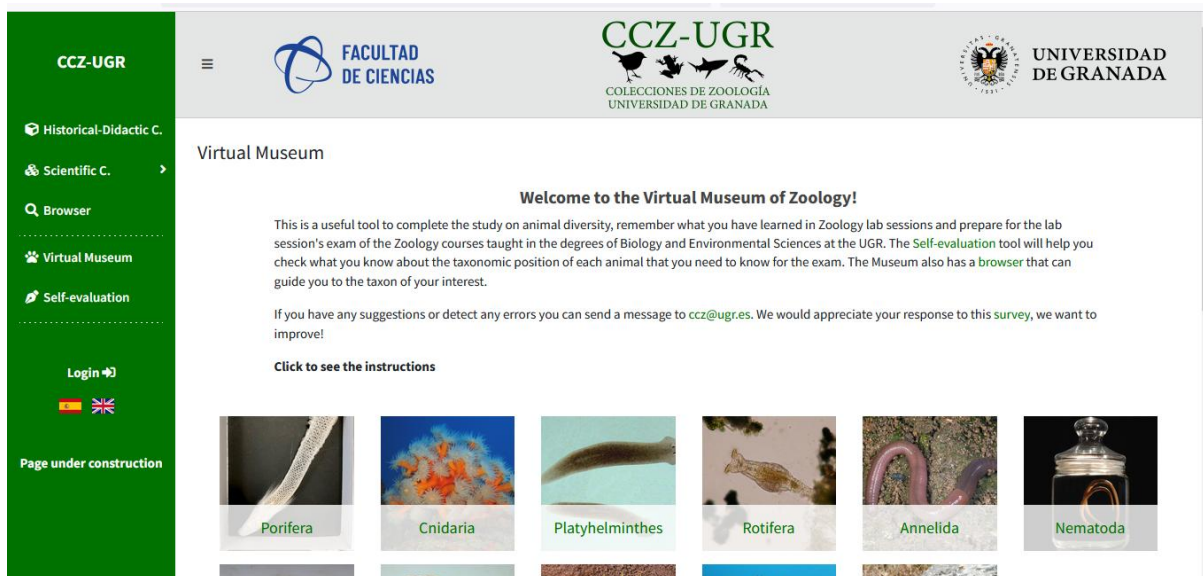 CCZ-UGR
Historical-Didactic C.
Scientific C.
Browser
Virtual Museum
Self-evaluation
Login
Page under construction
FACULTAD
DE CIENCIAS
CCZ-UGR
COLECCIONES DE ZOOLOGÍA
UNIVERSIDAD DE GRANADA
UNIVERSIDAD
DE GRANADA
Virtual Museum
Welcome to the Virtual Museum of Zoology!
This is a useful tool to complete the study on animal diversity, remember what you have learned in Zoology lab sessions and prepare for the lab
session's exam of the Zoology courses taught in the degrees of Biology and Environmental Sciences at the UGR. The Self-evaluation tool will help you
check what you know about the taxonomic position of each animal that you need to know for the exam. The Museum also has a browser that can
guide you to the taxon of your interest.
If you have any suggestions or detect any errors you can send a message to ccz@ugr.es. We would appreciate your response to this survey, we want to
improve!
Click to see the instructions
Porifera
Cnidaria
Platyhelminthes
Rotifera
Annelida
Nematoda